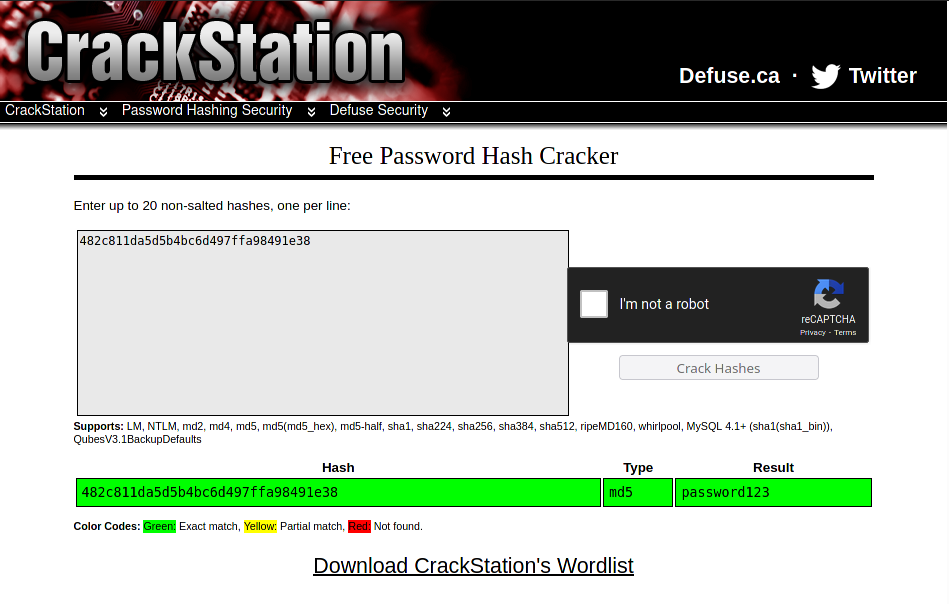 CrackStation
Defuse.ca · Twitter
CrackStation Password Hashing Security Defuse Security
Free Password Hash Cracker
Enter up to 20 non-salted hashes, one per line:
482c811da5d5b4bc6d497ffa98491e38
I'm not a robot
reCAPTCHA
Privacy - Terms
Crack Hashes
Supports: LM, NTLM, md2, md4, md5, md5(md5_hex), md5-half, sha1, sha224, sha256, sha384, sha512, ripeMD160, whirlpool, MySQL 4.1+ (sha1(sha1_bin)),
QubesV3.1BackupDefaults
Hash Type Result
482c811da5d5b4bc6d497ffa98491e38 md5 password123
Color Codes: Green: Exact match, Yellow: Partial match, Red: Not found.
Download CrackStation's Wordlist